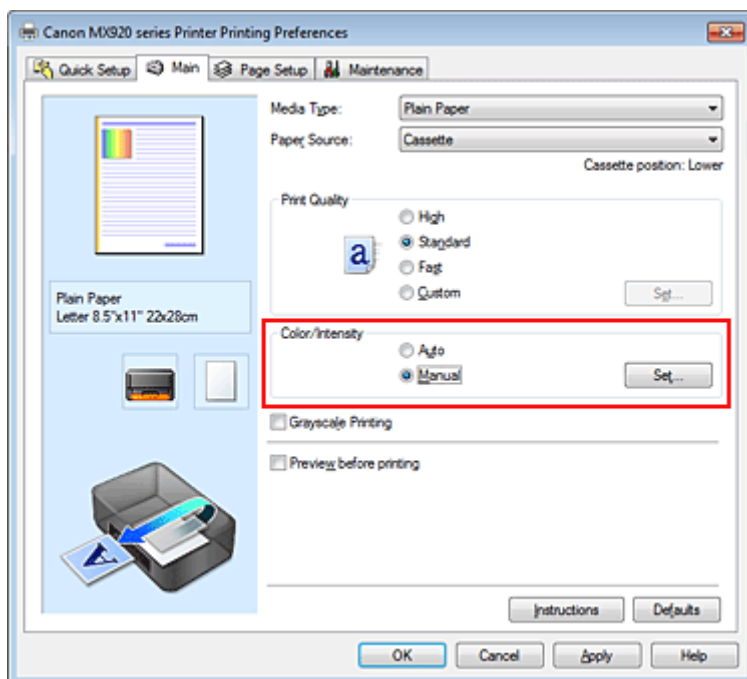 Canon MX920 series Printer Printing Preferences
Quick Setup Main Page Setup Maintenance
Media Type: Plain Paper
Paper Source: Cassette
Cassette position: Lower
Print Quality
High
Standard
Fast
Custom Set...
Plain Paper
Letter 8.5"x11" 22x28cm
Color/Intensity
Auto
Manual Set...
Grayscale Printing
Preview before printing
Instructions Defaults
OK Cancel Apply Help